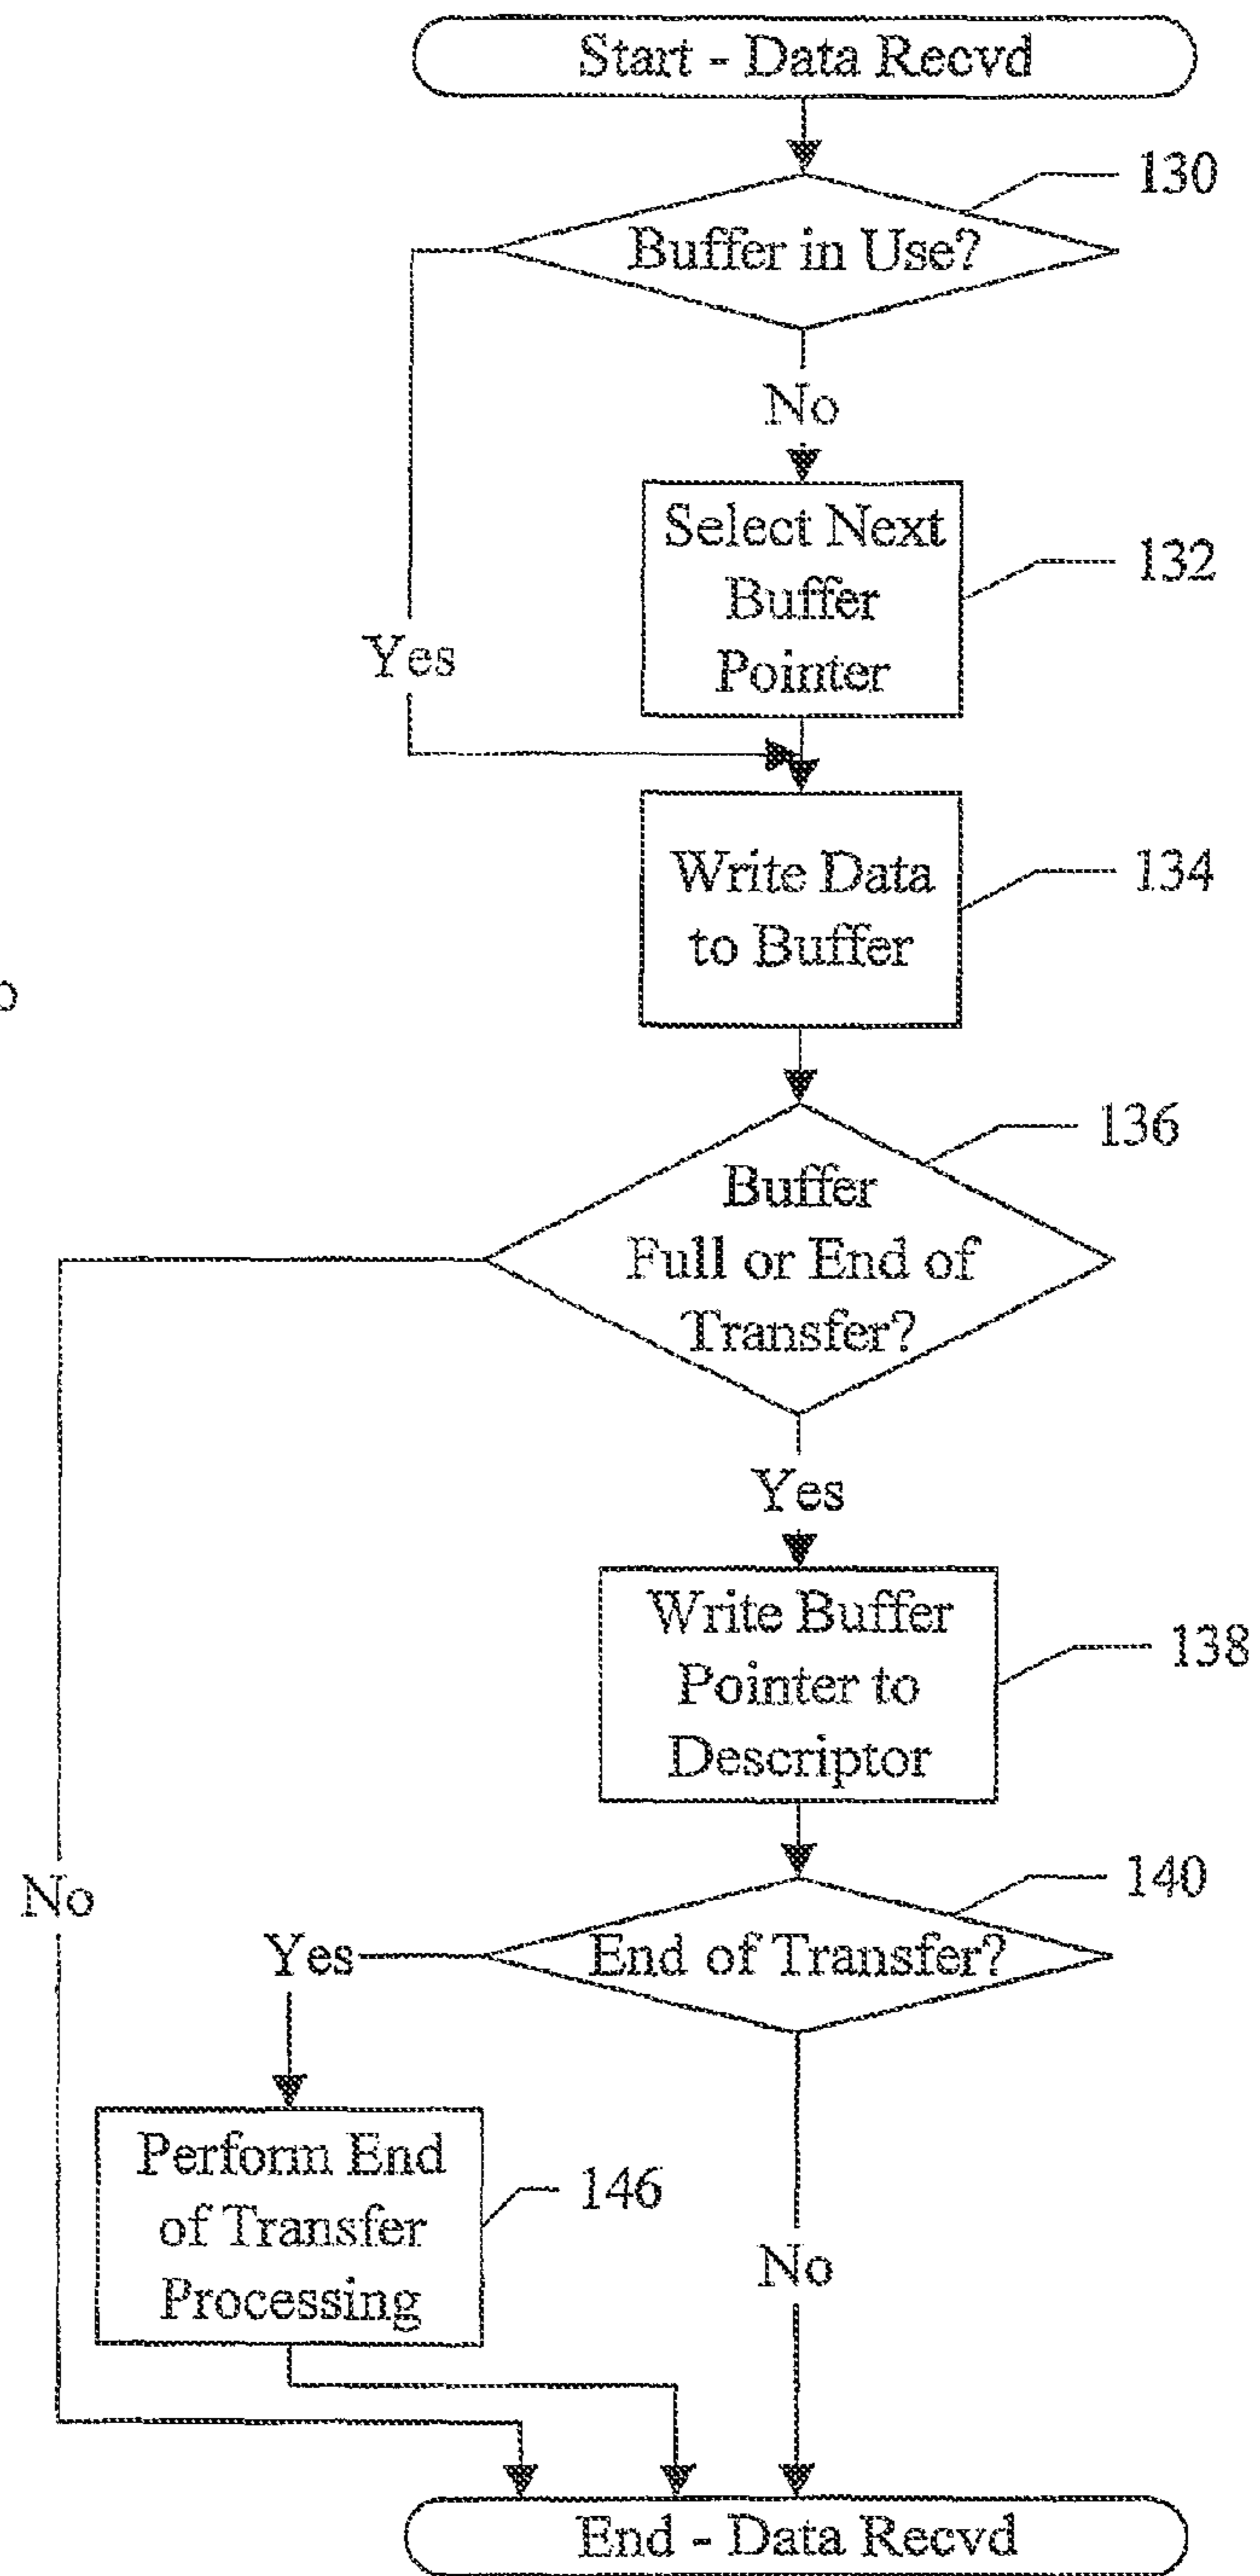 Start - Data Recvd
130
Buffer in Use?
No
Select Next
Buffer
Pointer
132
Yes
Write Data
to Buffer
134
136
Buffer
Full or End of
Transfer?
Yes
Write Buffer
Pointer to
Descriptor
138
No
140
Yes
End of Transfer?
Perform End
of Transfer
Processing
146
No
End - Data Recvd